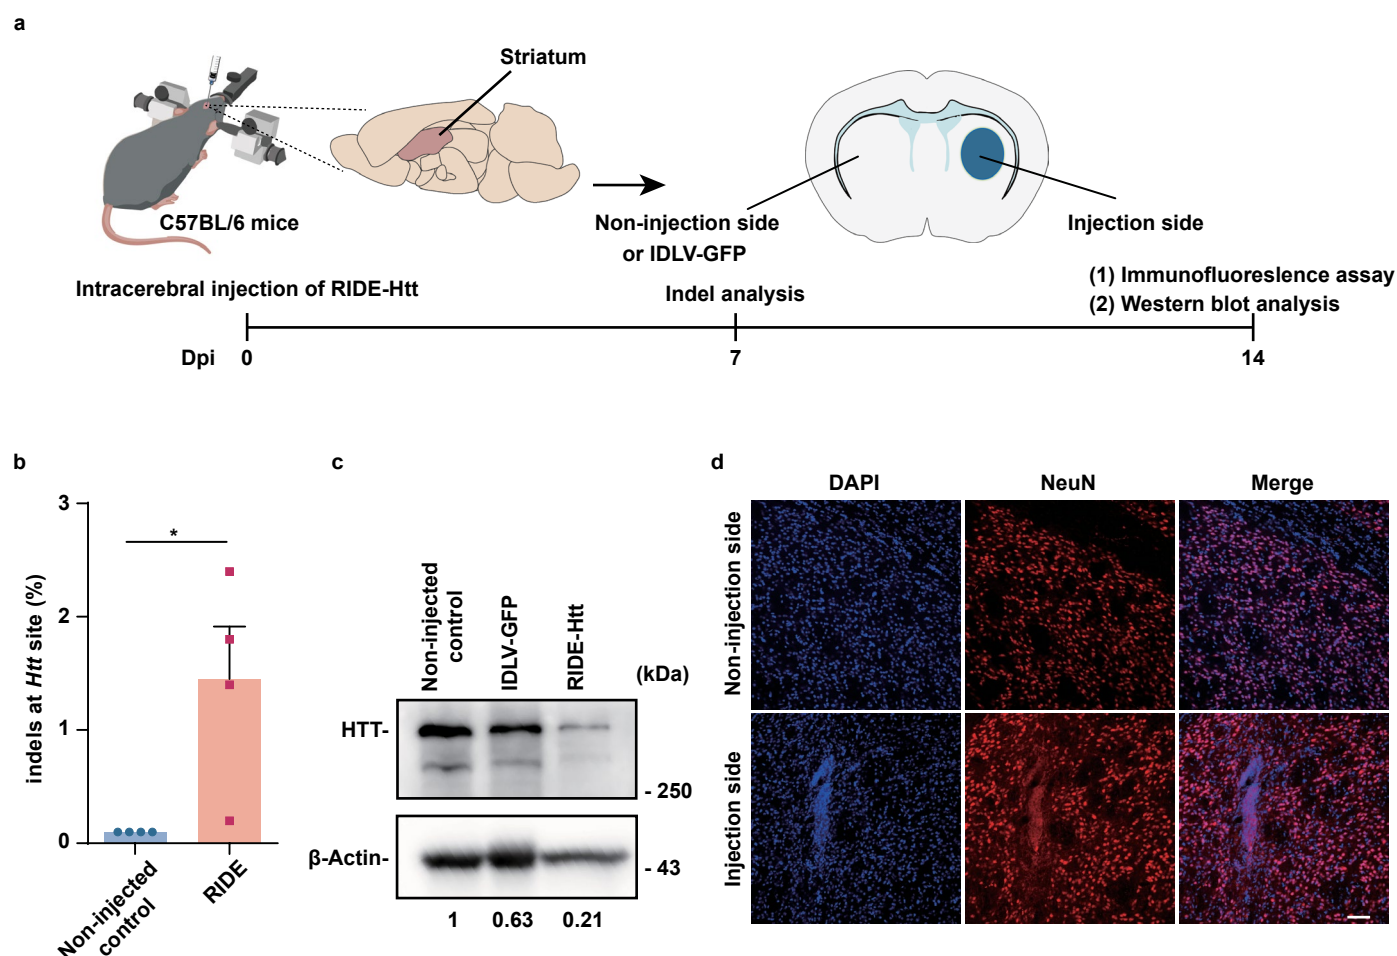 a
Striatum
C57BL/6 mice
Non-injection side
or IDLV-GFP
Injection side
Intracerebral injection of RIDE-Htt
Indel analysis
(1) Immunofluoreslence assay
(2) Western blot analysis
Dpi 0 7 14
b
3
2
1
0
indels at Htt site (%)
*
Non-injected
control
RIDE
c
Non-injected
control
IDLV-GFP
RIDE-Htt
(kDa)
HTT-
- 250
β-Actin-
- 43
1 0.63 0.21
d
DAPI NeuN Merge
Non-injection side
Injection side